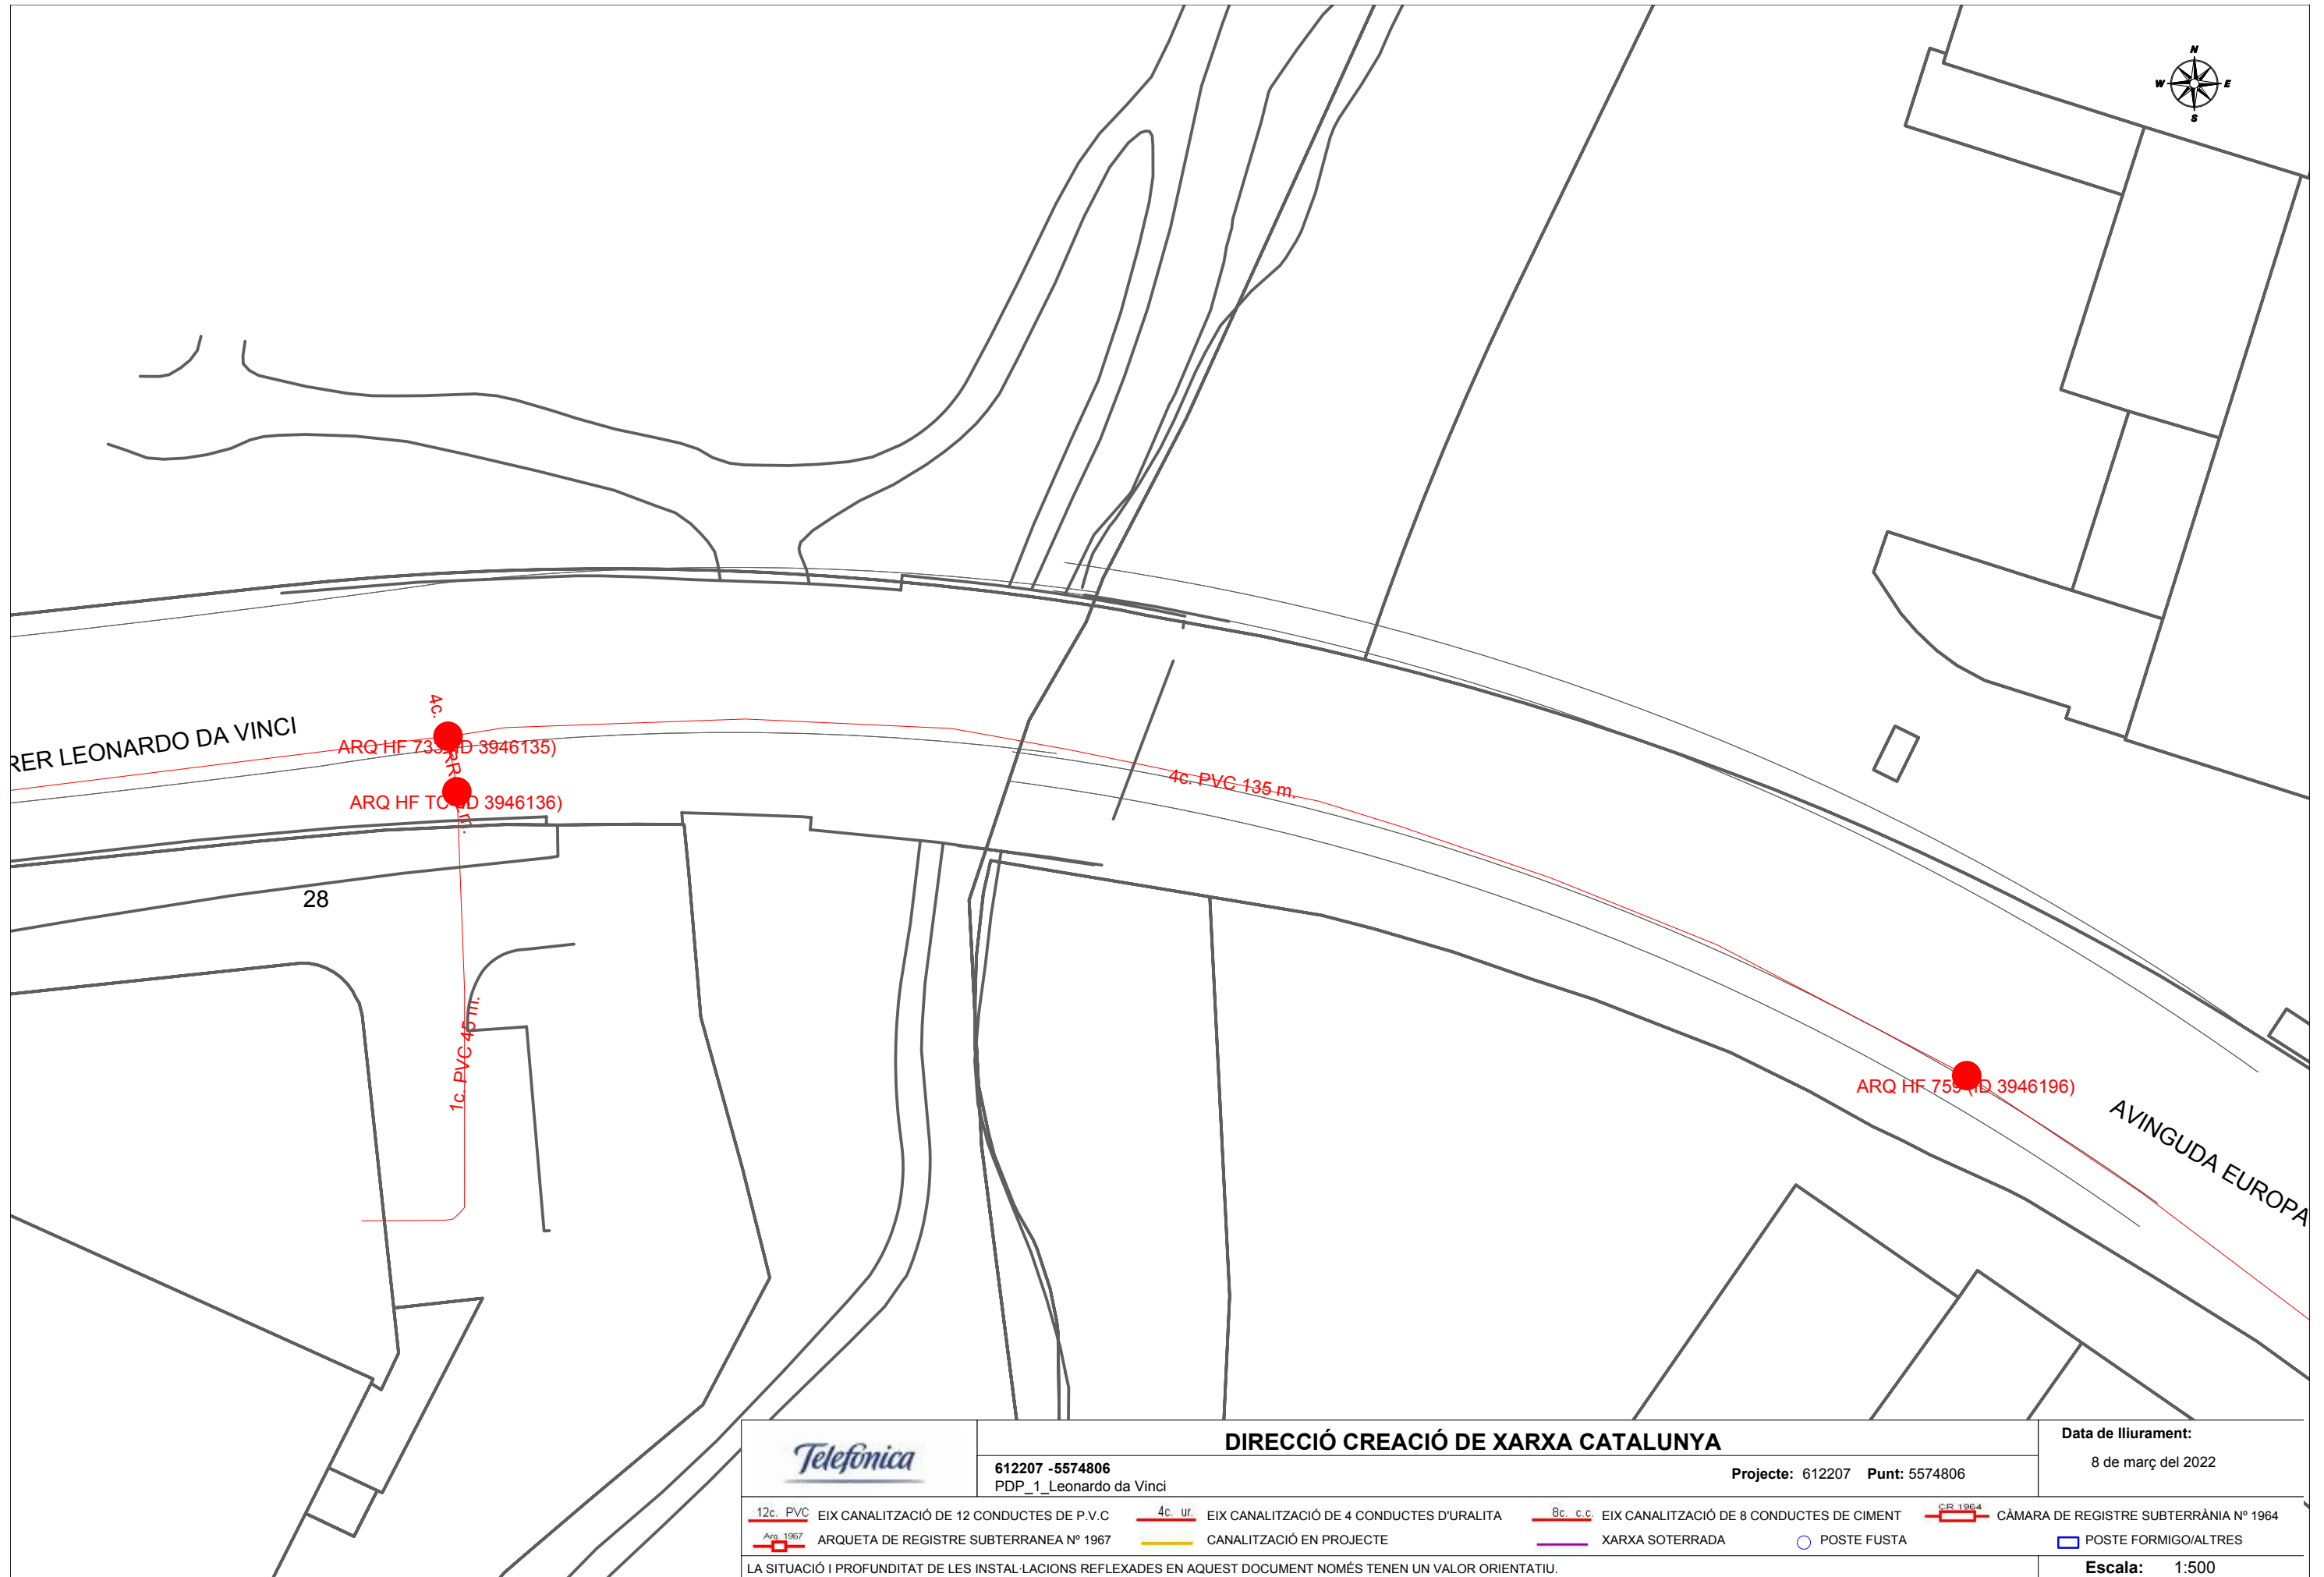 N
W E
S
RER LEONARDO DA VINCI
4c.
ARQ HF 733 (ID 3946135)
ARQ HF TC (ID 3946136)
m.
28
1c. PVC 45 m.
4c. PVC 135 m.
ARQ HF 759 (ID 3946196)
AVINGUDA EUROPA
Telefónica
DIRECCIÓ CREACIÓ DE XARXA CATALUNYA
612207 -5574806
PDP_1_Leonardo da Vinci
Projecte: 612207 Punt: 5574806
Data de lliurament:
8 de març del 2022
12c. PVC EIX CANALITZACIÓ DE 12 CONDUCTES DE P.V.C
4c. ur. EIX CANALITZACIÓ DE 4 CONDUCTES D'URALITA
8c. c.c. EIX CANALITZACIÓ DE 8 CONDUCTES DE CIMENT
CR 1964 CÀMARA DE REGISTRE SUBTERRÀNIA Nº 1964
Arq. 1967 ARQUETA DE REGISTRE SUBTERRANEA Nº 1967
CANALITZACIÓ EN PROJECTE
XARXA SOTERRADA
POSTE FUSTA
POSTE FORMIGO/ALTRES
LA SITUACIÓ I PROFUNDITAT DE LES INSTAL·LACIONS REFLEXADES EN AQUEST DOCUMENT NOMÉS TENEN UN VALOR ORIENTATIU.
Escala: 1:500